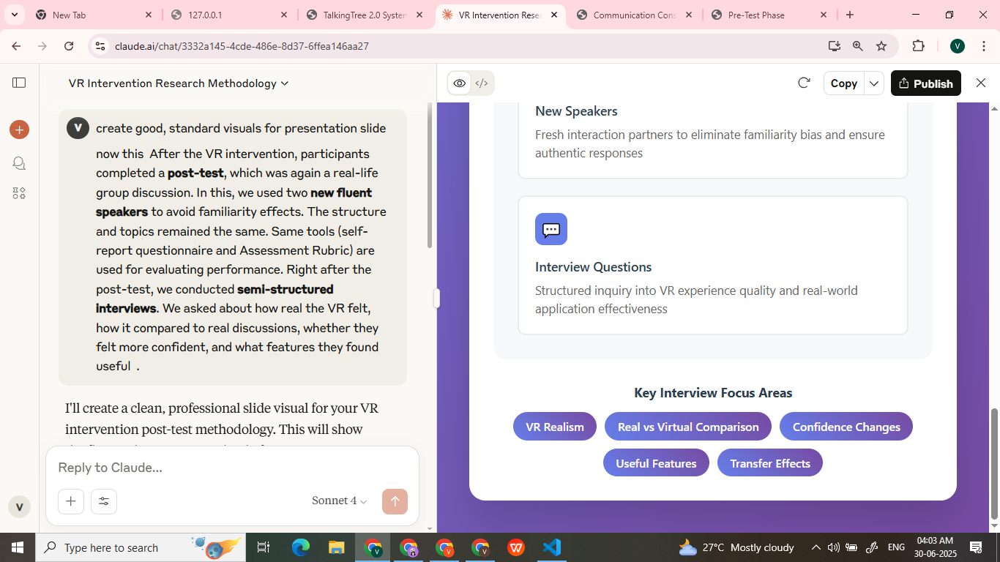 New Tab
127.0.0.1
TalkingTree 2.0 System
VR Intervention Rese
Communication Cons
Pre-Test Phase
claude.ai/chat/3332a145-4cde-486e-8d37-6ffea146aa27
V
VR Intervention Research Methodology
Copy
Publish
V
create good, standard visuals for presentation slide
now this After the VR intervention, participants
completed a post-test, which was again a real-life
group discussion. In this, we used two new fluent
speakers to avoid familiarity effects. The structure
and topics remained the same. Same tools (self-
report questionnaire and Assessment Rubric) are
used for evaluating performance. Right after the
post-test, we conducted semi-structured
interviews. We asked about how real the VR felt,
how it compared to real discussions, whether they
felt more confident, and what features they found
useful .
I'll create a clean, professional slide visual for your VR
intervention post-test methodology. This will show
Reply to Claude...
Sonnet 4
V
New Speakers
Fresh interaction partners to eliminate familiarity bias and ensure
authentic responses
Interview Questions
Structured inquiry into VR experience quality and real-world
application effectiveness
Key Interview Focus Areas
VR Realism
Real vs Virtual Comparison
Confidence Changes
Useful Features
Transfer Effects
Type here to search
27°C Mostly cloudy
ENG
04:03 AM
30-06-2025